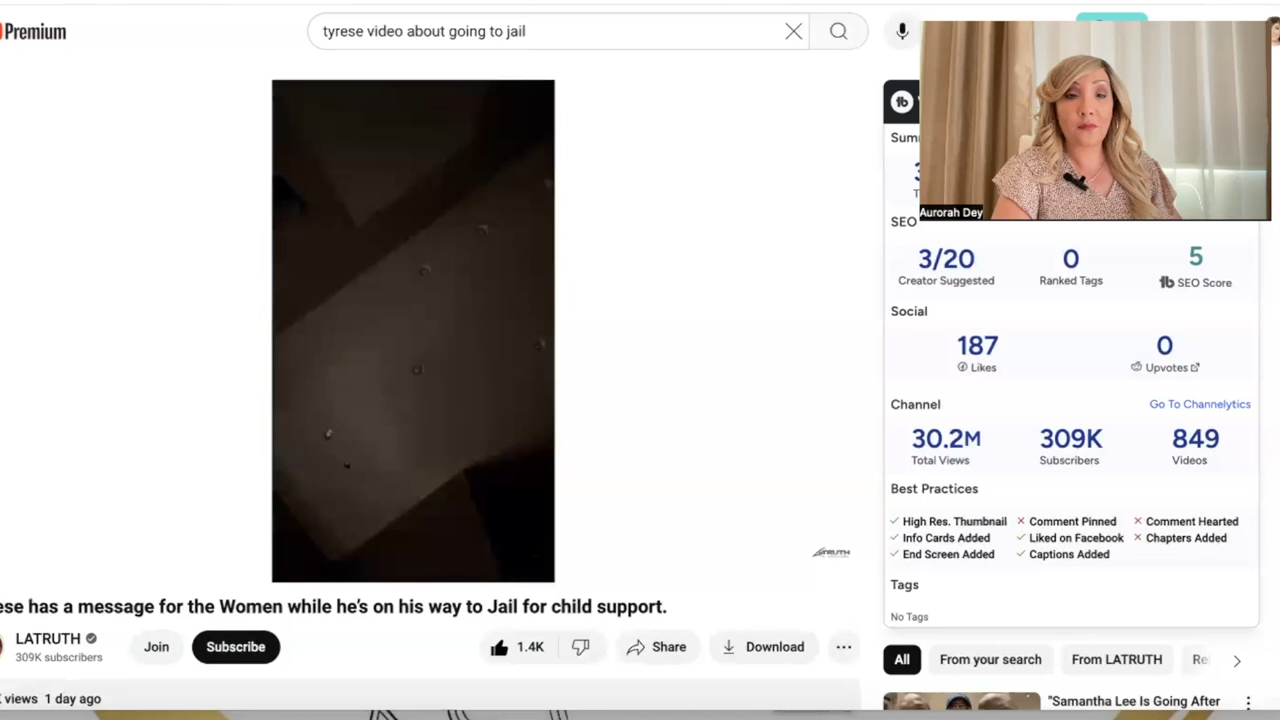 Premium
tyrese video about going to jail
Aurorah Dey
SEO
3/20
0
5
Creator Suggested
Ranked Tags
SEO Score
Social
187
0
Likes
Upvotes
Channel
Go To Channelytics
30.2M
309K
849
Total Views
Subscribers
Videos
Best Practices
High Res. Thumbnail
Comment Pinned
Comment Hearted
Info Cards Added
Liked on Facebook
Chapters Added
End Screen Added
Captions Added
Tags
No Tags
ese has a message for the Women while he's on his way to Jail for child support.
LATRUTH
309K subscribers
Join
Subscribe
1.4K
Share
Download
views 1 day ago
All
From your search
From LATRUTH
Re
"Samantha Lee Is Going After